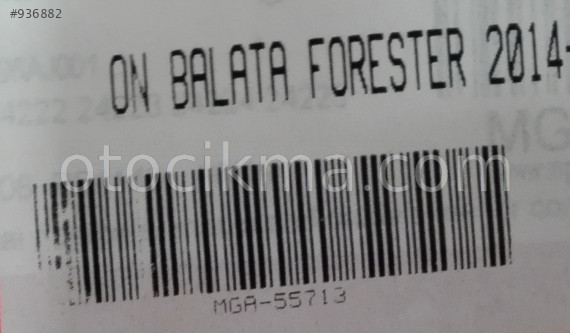 #936882
ON BALATA FORESTER 2014-
otocikma.com
MGA-55713